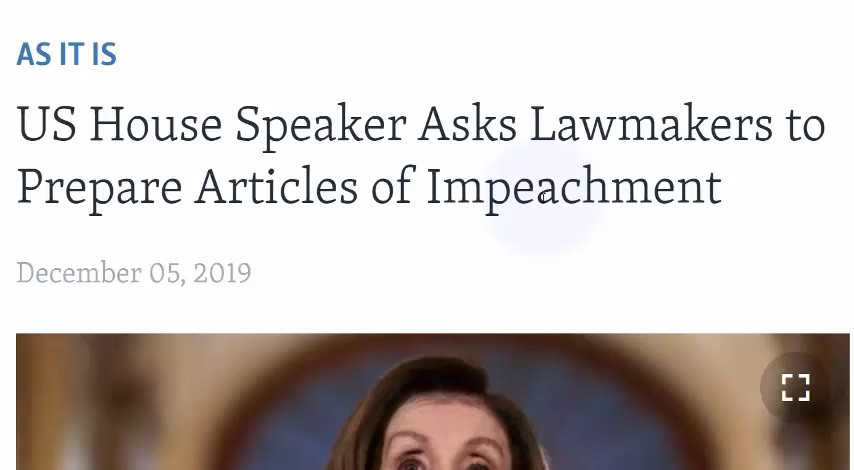 AS IT IS
US House Speaker Asks Lawmakers to
Prepare Articles of Impeachment
December 05, 2019